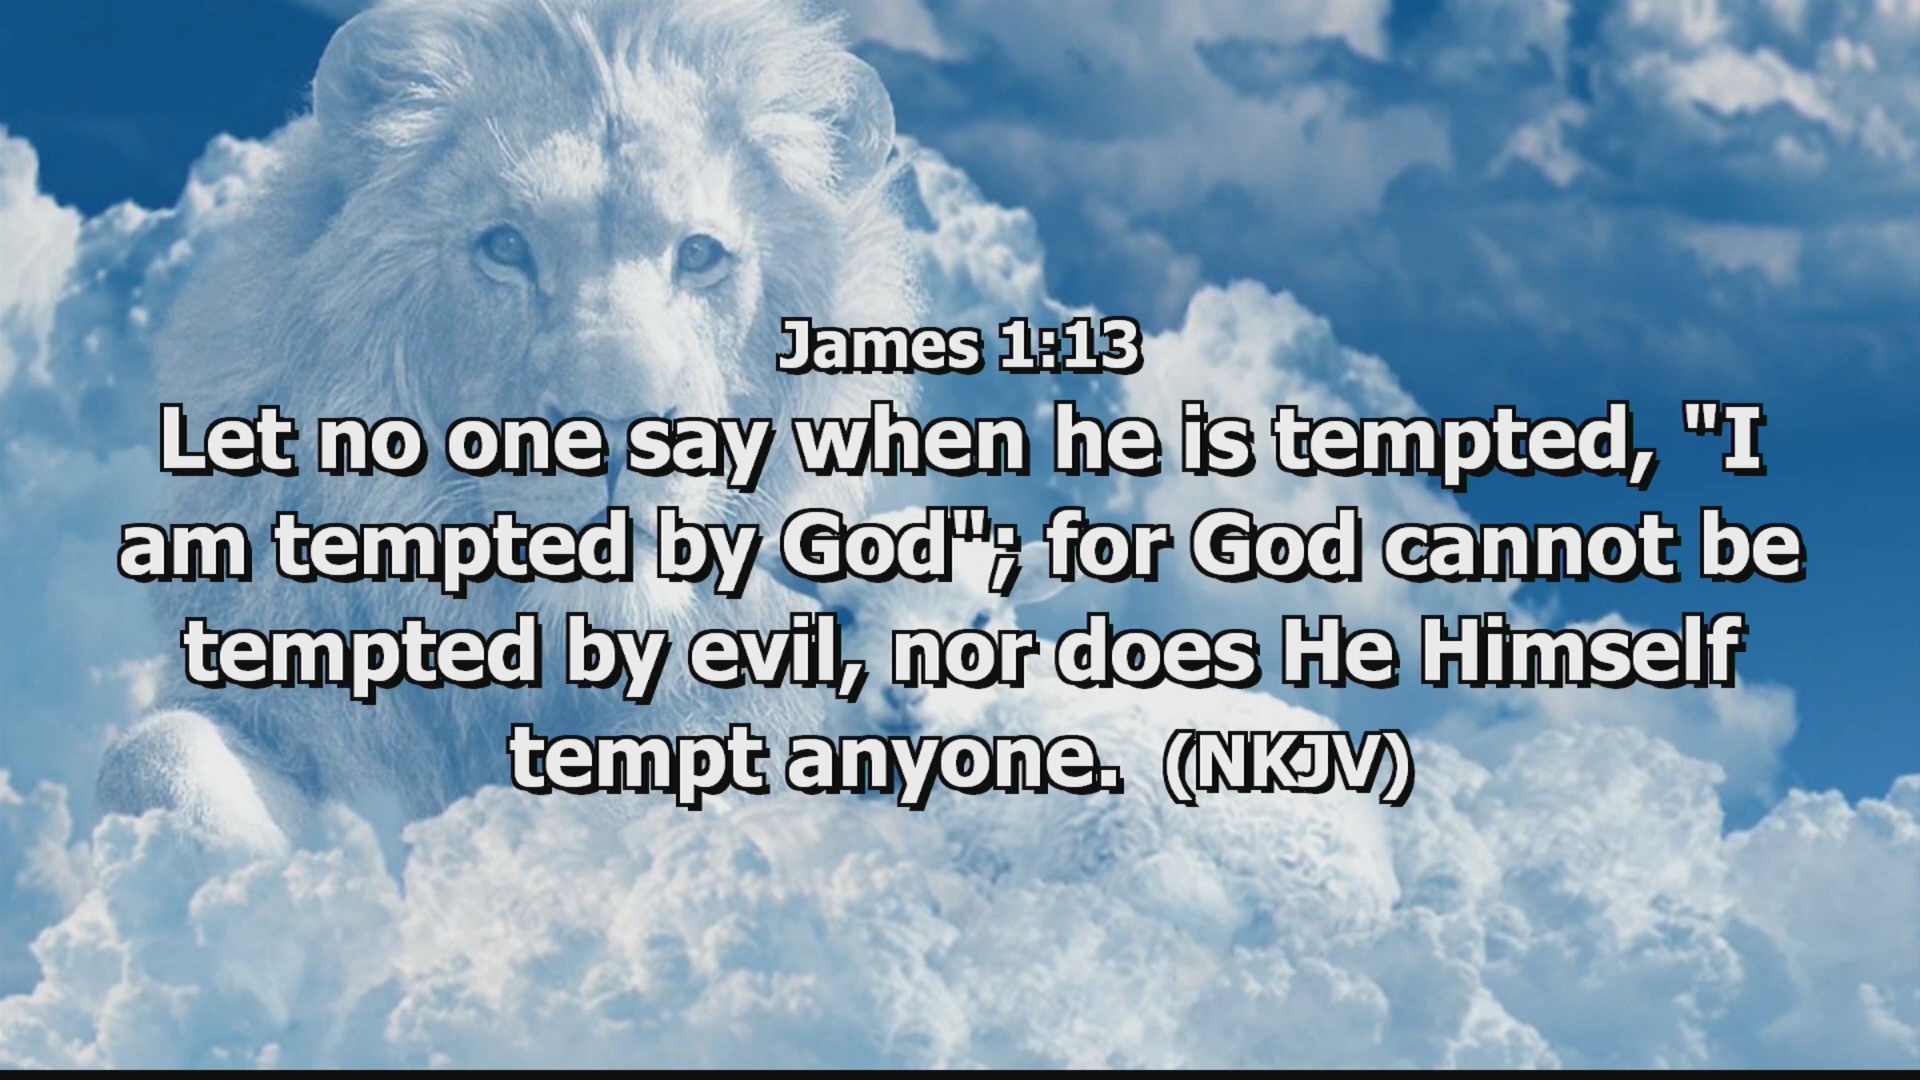 James 1:13
Let no one say when he is tempted, "I
am tempted by God"; for God cannot be
tempted by evil, nor does He Himself
tempt anyone. (NKJV)